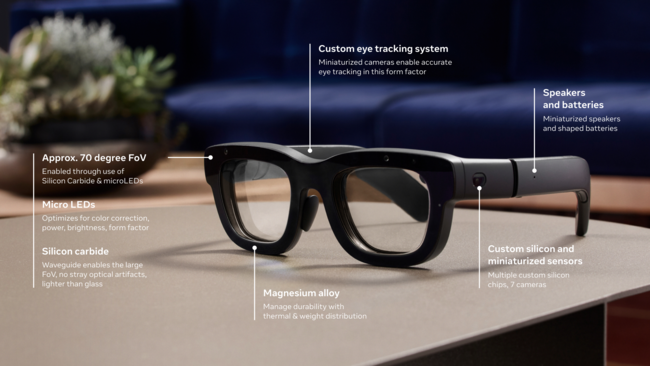 Custom eye tracking system
Miniaturized cameras enable accurate
eye tracking in this form factor
Speakers
and batteries
Miniaturized speakers
and shaped batteries
Approx. 70 degree FoV
Enabled through use of
Silicon Carbide & microLEDs
Micro LEDs
Optimizes for color correction,
power, brightness, form factor
Silicon carbide
Waveguide enables the large
FoV, no stray optical artifacts,
lighter than glass
Magnesium alloy
Manage durability with
thermal & weight distribution
Custom silicon and
miniaturized sensors
Multiple custom silicon
chips, 7 cameras